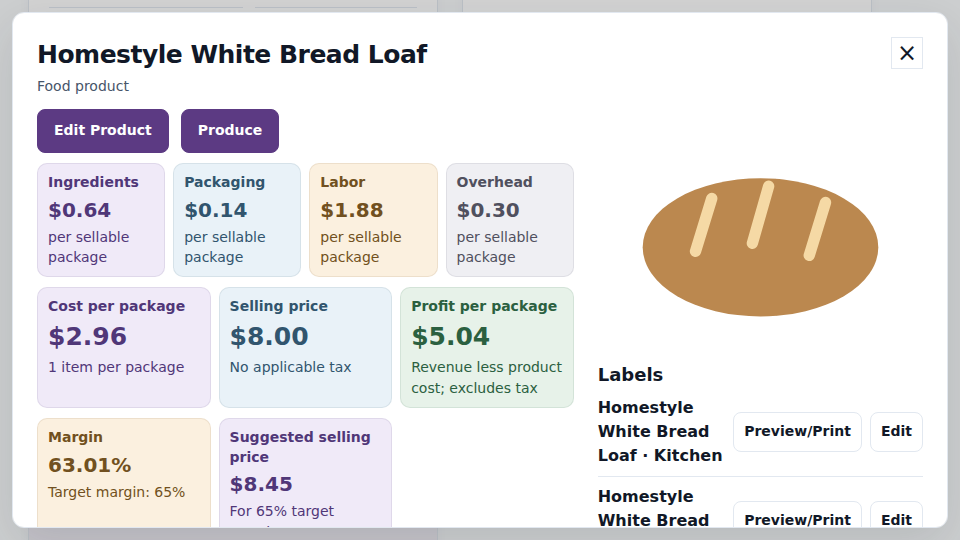 Homestyle White Bread Loaf
×
Food product
Edit Product
Produce
Ingredients
$0.64
per sellable
package
Packaging
$0.14
per sellable
package
Labor
$1.88
per sellable
package
Overhead
$0.30
per sellable
package
Cost per package
$2.96
1 item per package
Selling price
$8.00
No applicable tax
Profit per package
$5.04
Revenue less product
cost; excludes tax
Margin
63.01%
Target margin: 65%
Suggested selling
price
$8.45
For 65% target
Labels
Homestyle
White Bread
Loaf · Kitchen
Preview/Print
Edit
Homestyle
White Bread
Preview/Print
Edit